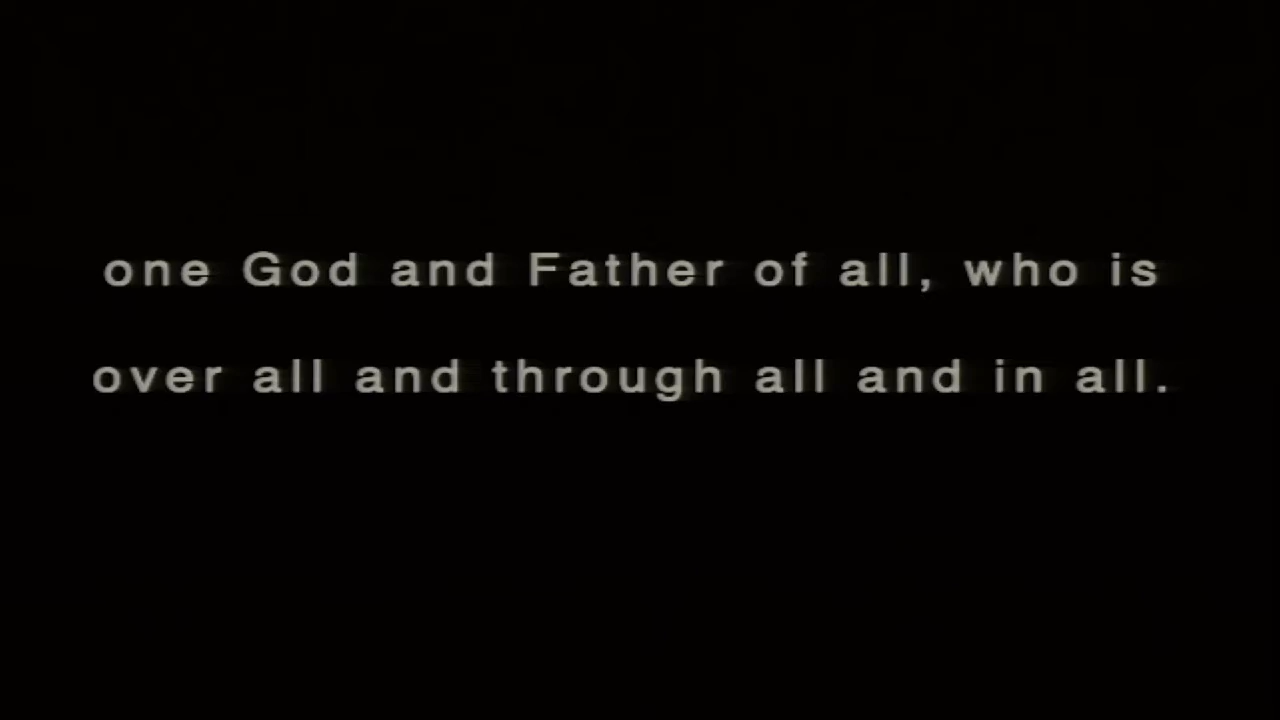 one God and Father of all, who is
over all and through all and in all.